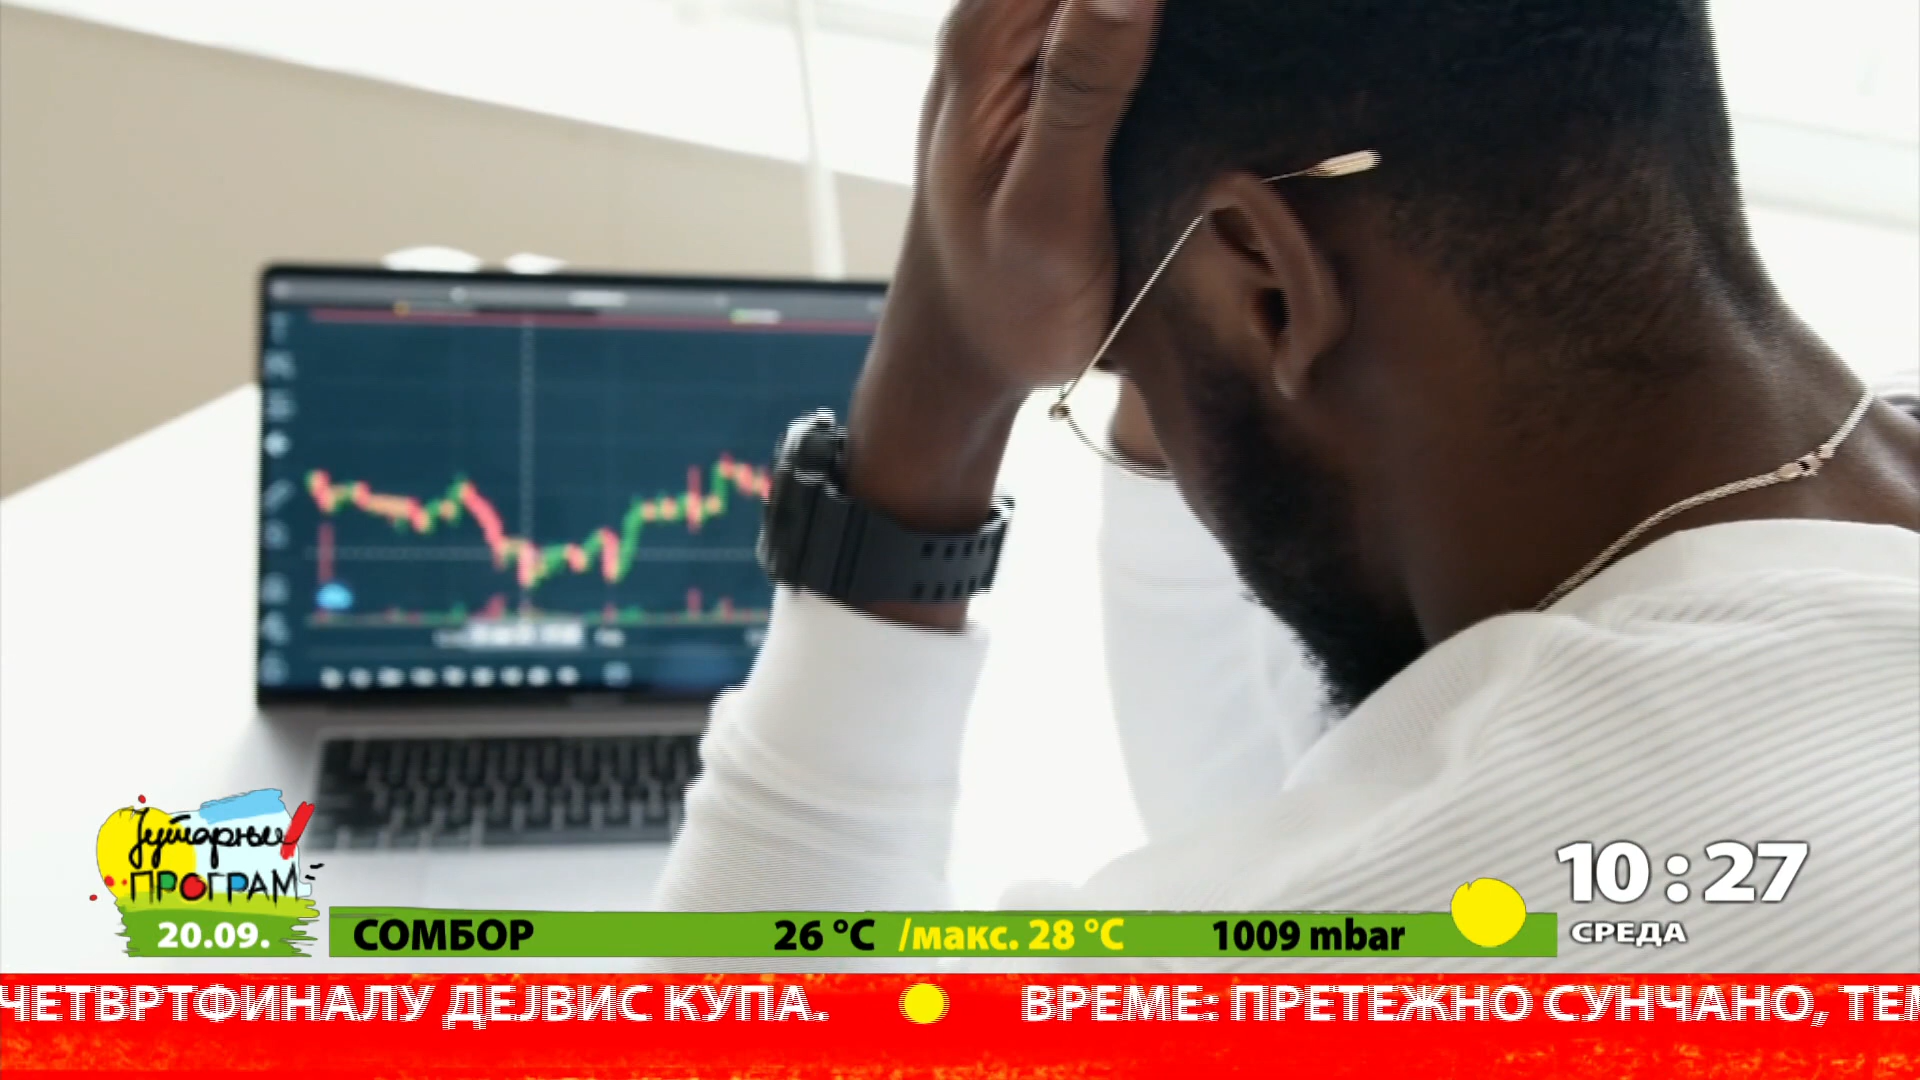 Јутарњи
ПРОГРАМ
20.09.
СОМБОР 26 °C /макс. 28 °C 1009 mbar
10:27
СРЕДА
ЧЕТВРТФИНАЛУ ДЕЈВИС КУПА. ВРЕМЕ: ПРЕТЕЖНО СУНЧАНО,